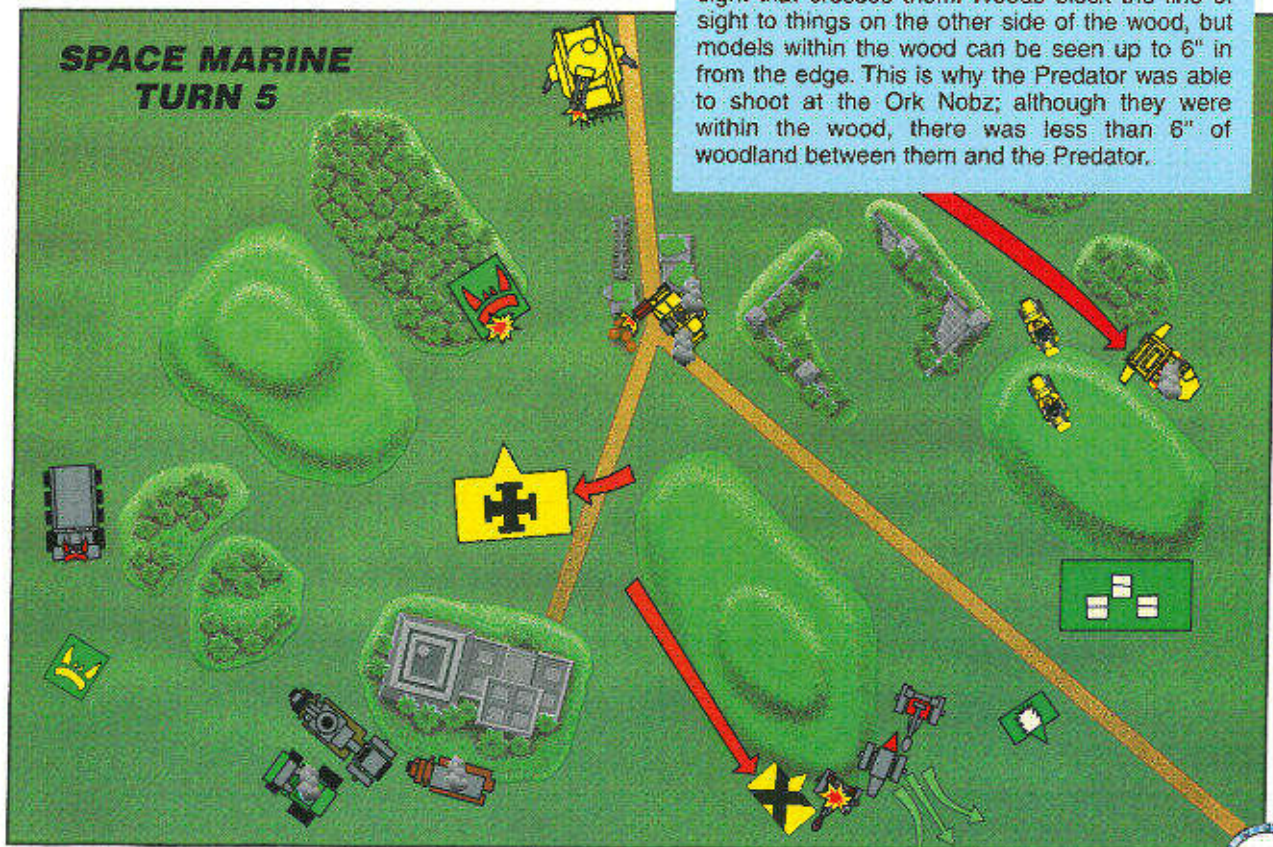 SPACE MARINE
TURN 5
sight to things on the other side of the wood, but
models within the wood can be seen up to 6" in
from the edge. This is why the Predator was able
to shoot at the Ork Nobz; although they were
within the wood, there was less than 6" of
woodland between them and the Predator.